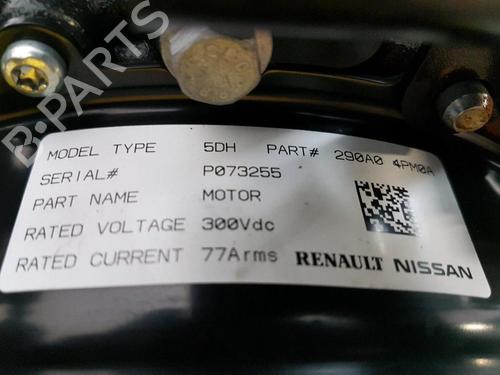 B-PARTS
MODEL TYPE 5DH PART# 290A0 4PM0A
SERIAL# P073255
PART NAME MOTOR
RATED VOLTAGE 300Vdc
RATED CURRENT 77Arms RENAULT NISSAN